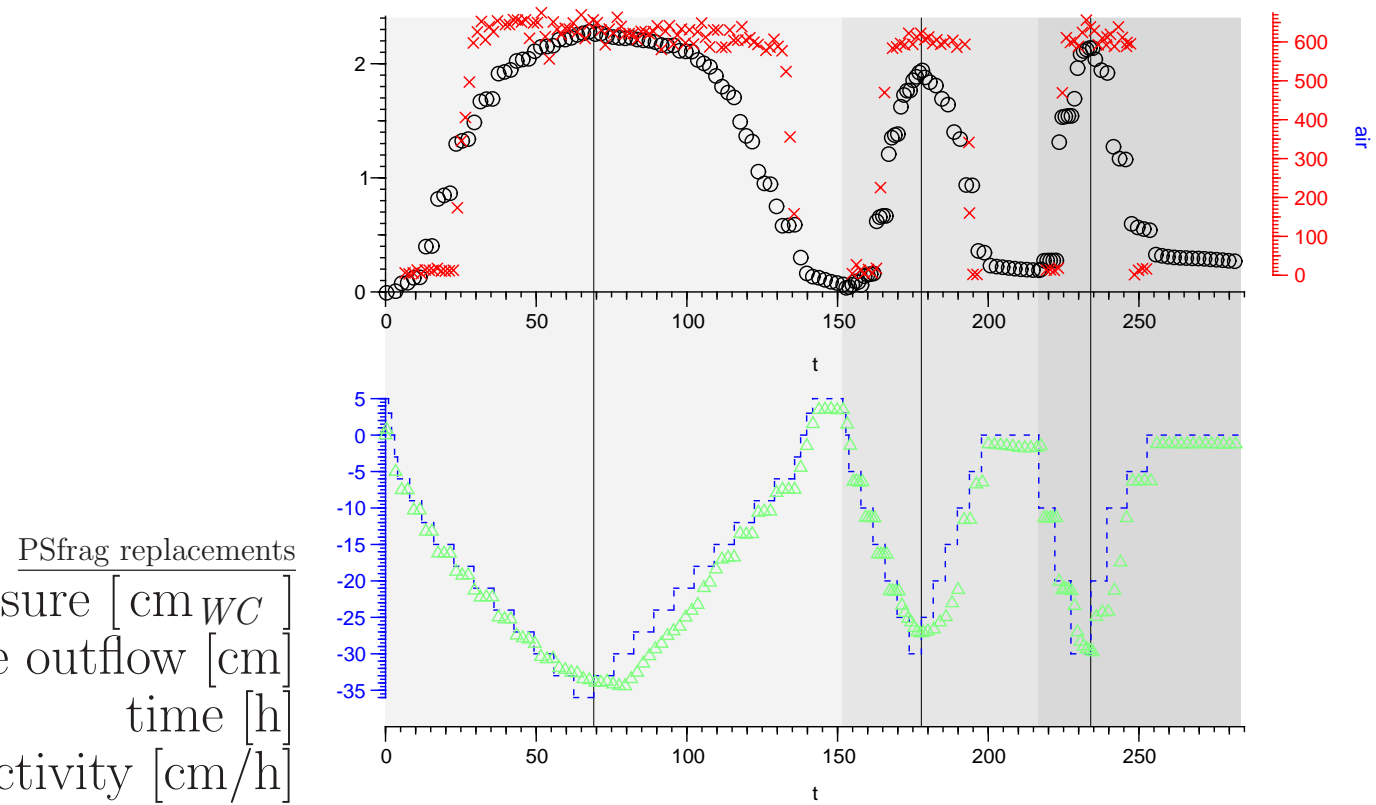 2
1
0
0 50 100 150 200 250
t
600
500
400
300
200
100
0
air
5
0
-5
-10
-15
-20
-25
-30
-35
0 50 100 150 200 250
t
PSfrag replacements
sure [cm WC ]
e outflow [cm]
time [h]
ctivity [cm/h]